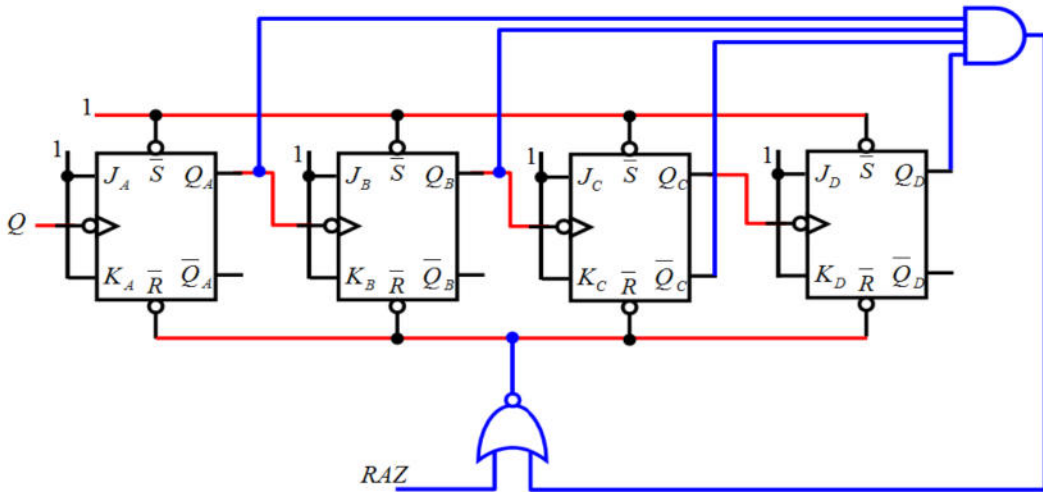 1
1 1 1 1
J_A S̅ Q_A J_B S̅ Q_B J_C S̅ Q_C J_D S̅ Q_D
Q
K_A R̅ Q̅_A K_B R̅ Q̅_B K_C R̅ Q̅_C K_D R̅ Q̅_D
RAZ